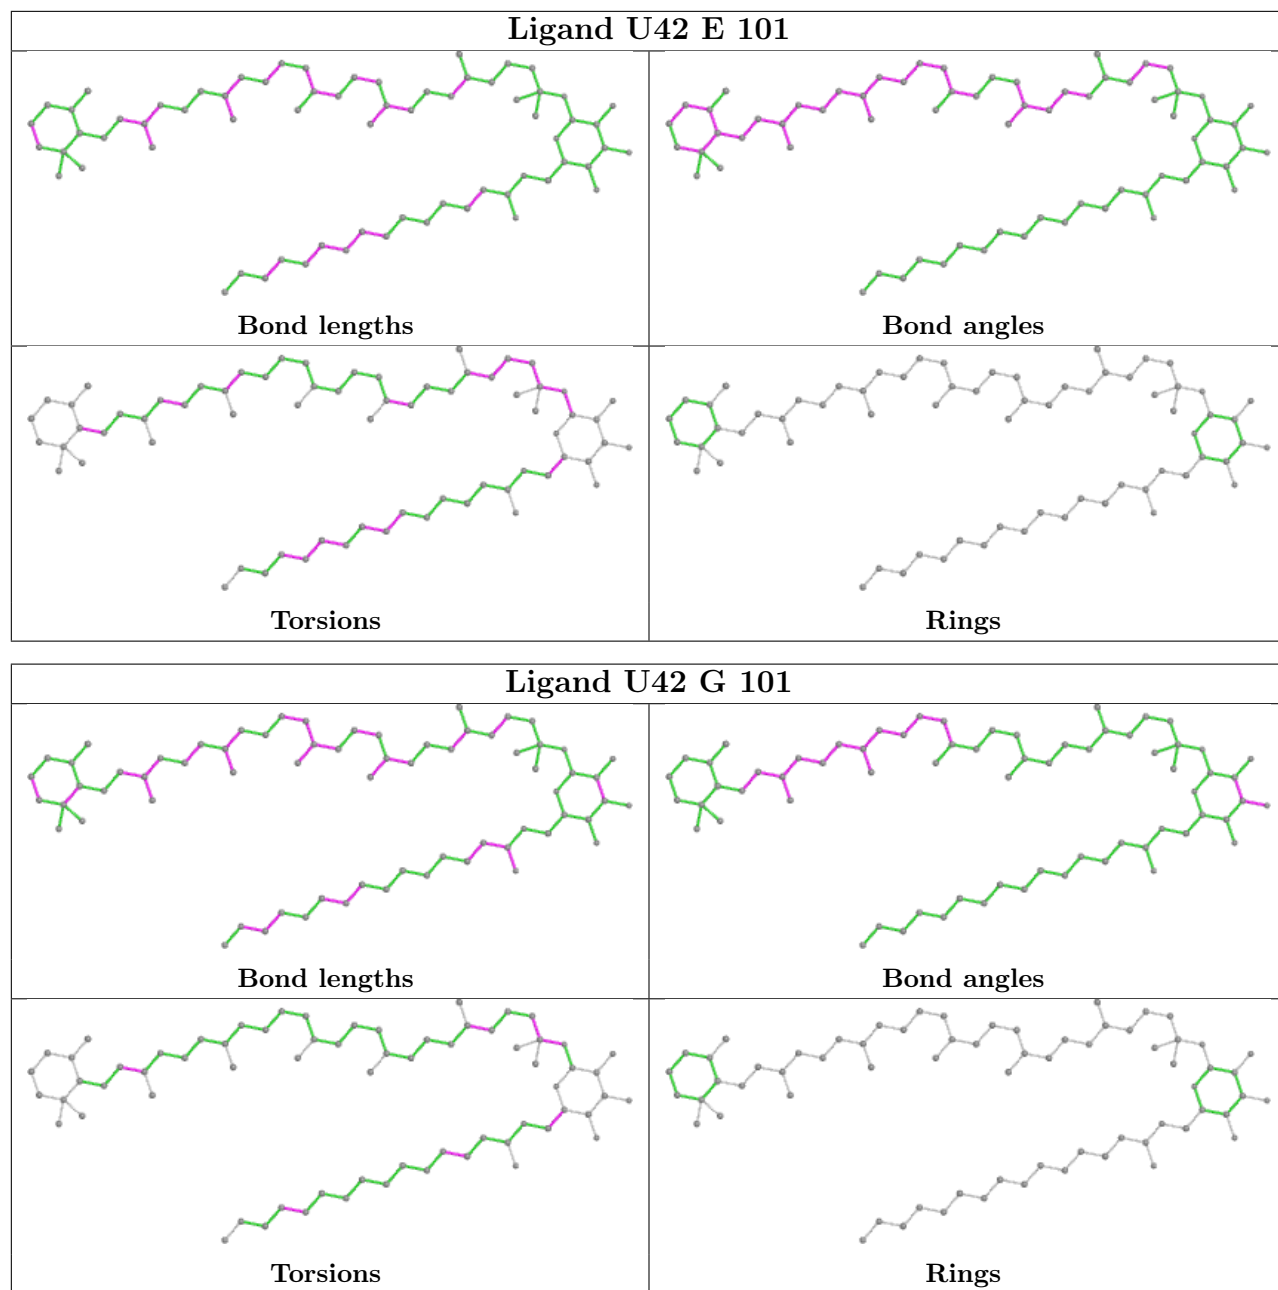 Ligand U42 E 101
Bond lengths
Bond angles
Torsions
Rings
Ligand U42 G 101
Bond lengths
Bond angles
Torsions
Rings